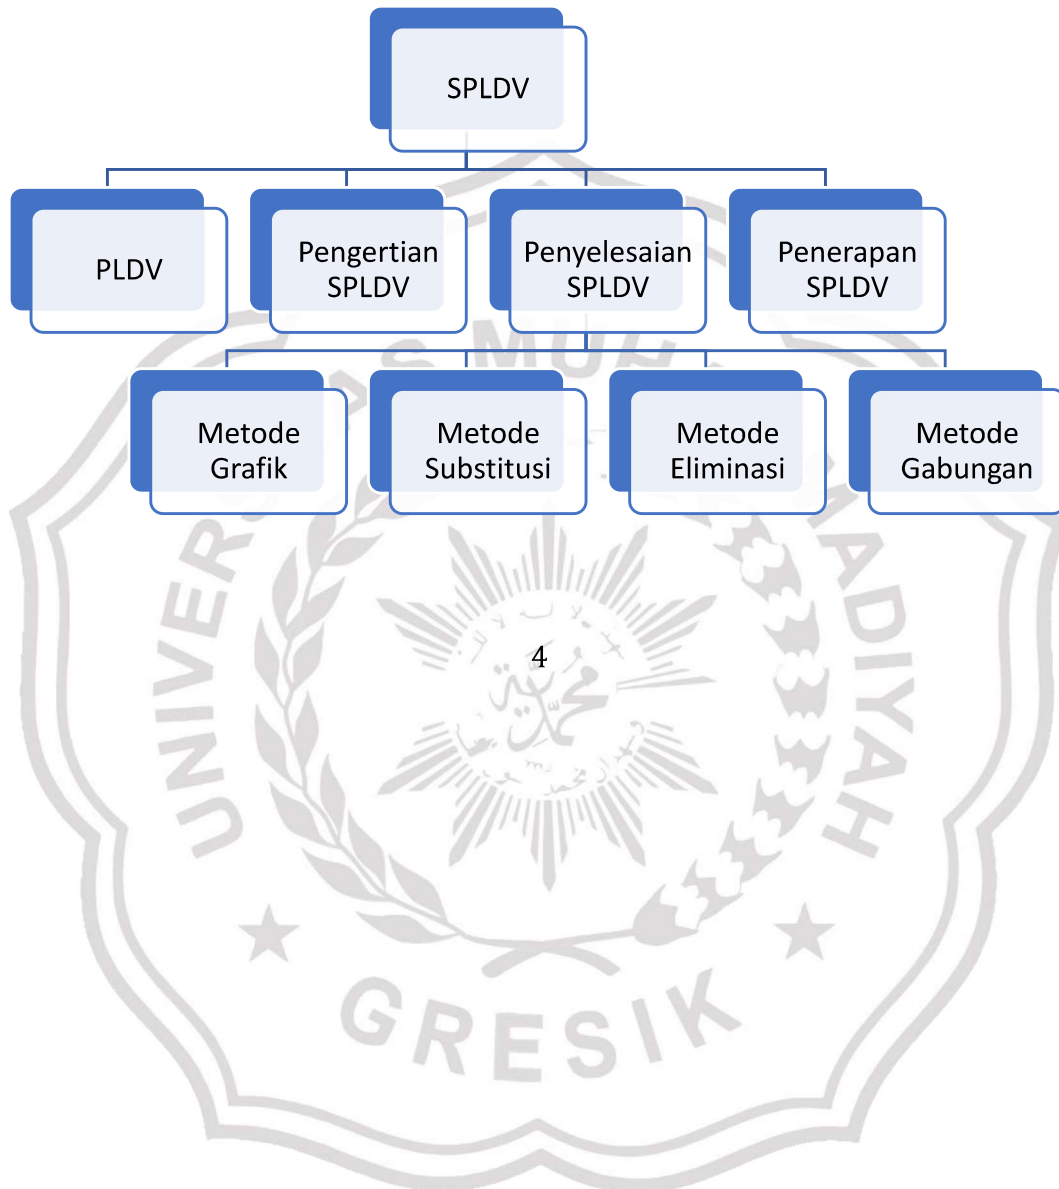 SPLDV
PLDV
Pengertian
SPLDV
Penyelesaian
SPLDV
Penerapan
SPLDV
Metode
Grafik
Metode
Substitusi
Metode
Eliminasi
Metode
Gabungan
4
GRESIK